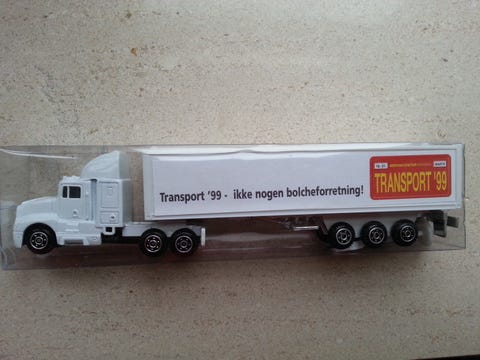 Transport '99 - ikke nogen bolcheforretning!
TRANSPORT '99